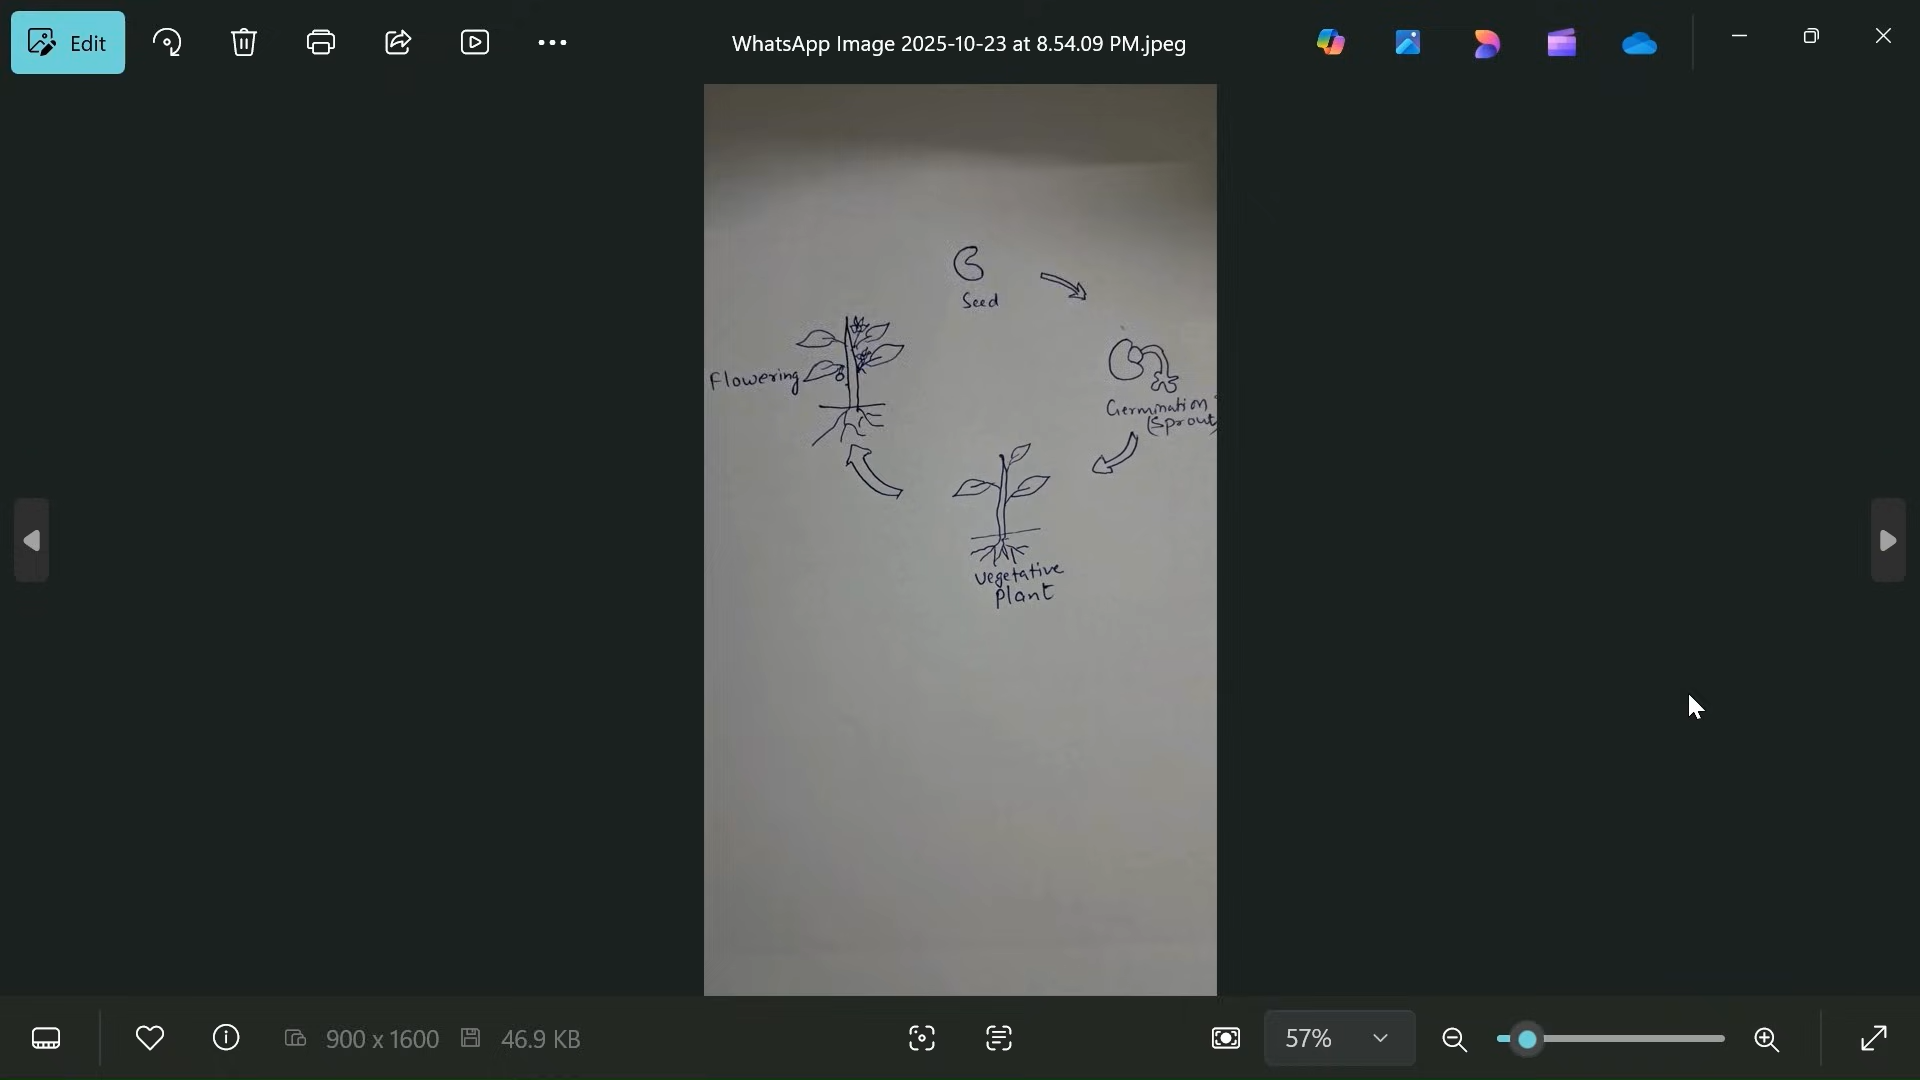 Edit
WhatsApp Image 2025-10-23 at 8.54.09 PM.jpeg
Seed
Flowering
Germination
(Sprout)
Vegetative
Plant
900 x 1600
46.9 KB
57%